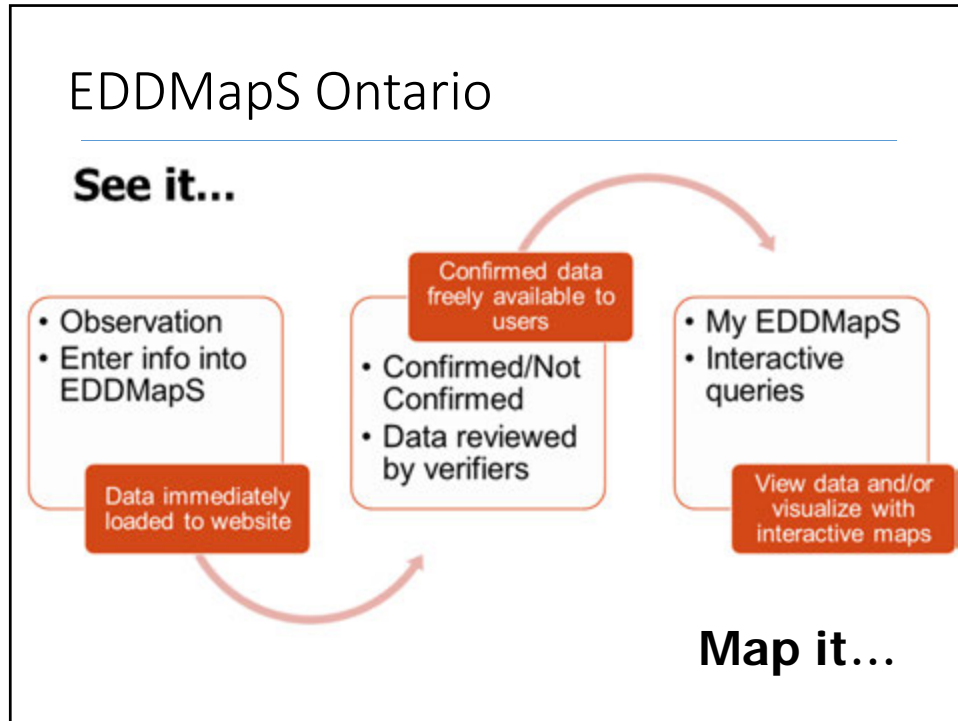 EDDMapS Ontario
See it...
• Observation
• Enter info into
EDDMapS
Data immediately
loaded to website
Confirmed data
freely available to
users
• Confirmed/Not
Confirmed
• Data reviewed
by verifiers
• My EDDMapS
• Interactive
queries
View data and/or
visualize with
interactive maps
Map it...